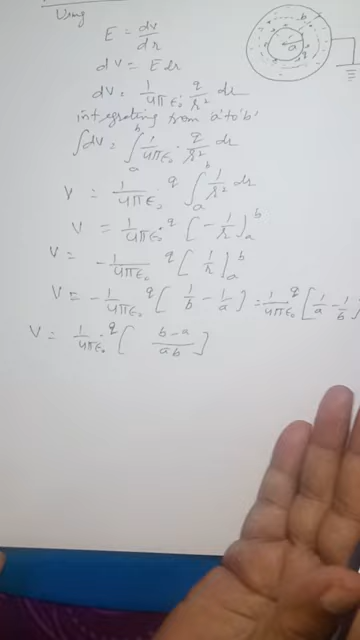 Using
E = dv/dr
dv = E dr
dv = 1/4πε₀ q/r² dr
integrating from 'a' to 'b'
∫dv = ∫ₐᵇ 1/4πε₀ · q/r² dr
V = 1/4πε₀ q ∫ₐᵇ 1/r² dr
V = 1/4πε₀ · q [ -1/r ]ₐᵇ
V = - 1/4πε₀ q [ 1/r ]ₐᵇ
V = - 1/4πε₀ q [ 1/b - 1/a ] = 1/4πε₀ q [ 1/a - 1/b ]
V = 1/4πε₀ · q [ b-a/ab ]
b
a